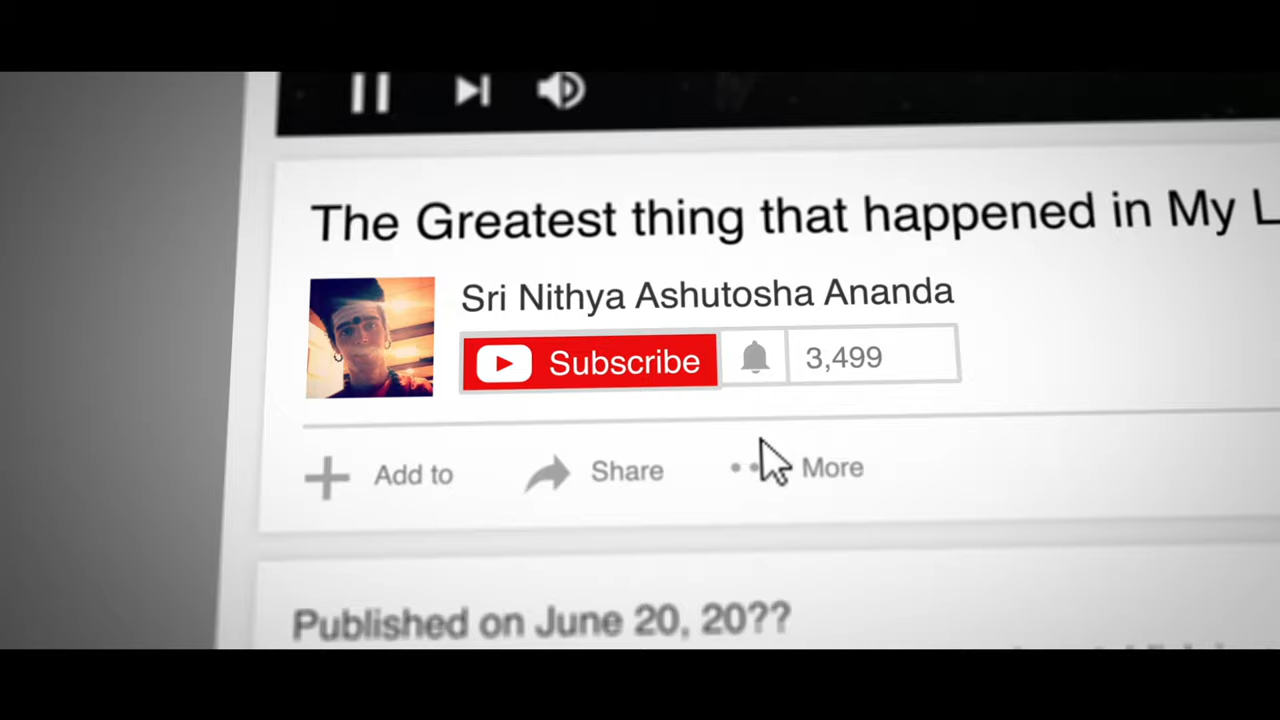 The Greatest thing that happened in My L
Sri Nithya Ashutosha Ananda
Subscribe 3,499
Add to Share More
Published on June 20, 20??